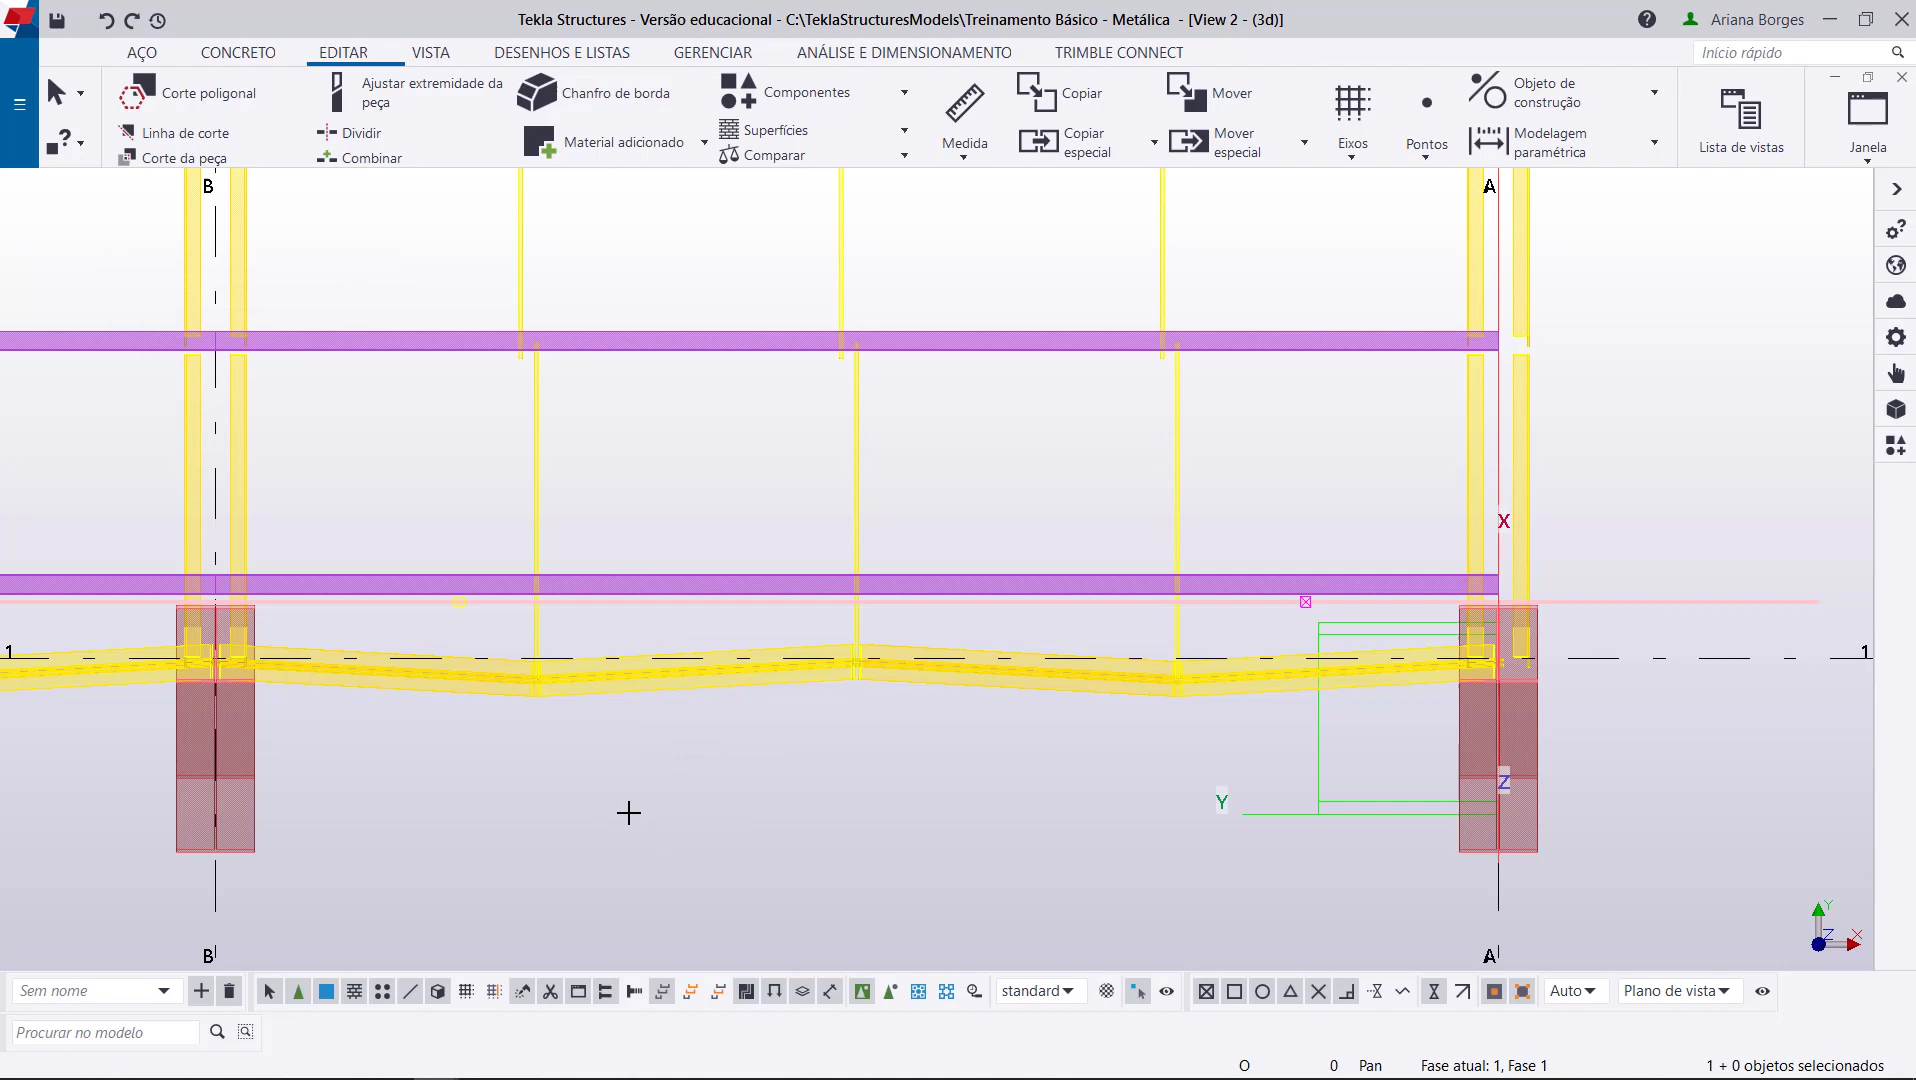 Tekla Structures - Versão educacional - C:\TeklaStructuresModels\Treinamento Básico - Metálica - [View 2 - (3d)]
Ariana Borges
AÇO CONCRETO EDITAR VISTA DESENHOS E LISTAS GERENCIAR ANÁLISE E DIMENSIONAMENTO TRIMBLE CONNECT
Início rápido
Corte poligonal
Linha de corte
Corte da peça
Ajustar extremidade da
peça
Dividir
Combinar
Chanfro de borda
Material adicionado
Componentes
Superfícies
Comparar
Medida
Copiar
Copiar
especial
Mover
Mover
especial
Eixos
Pontos
Objeto de
construção
Modelagem
paramétrica
Lista de vistas
Janela
B A
X
1 1
Z
Y
B A
Y
Z X
Sem nome
standard
Auto
Plano de vista
Procurar no modelo
O 0 Pan Fase atual: 1, Fase 1 1 + 0 objetos selecionados